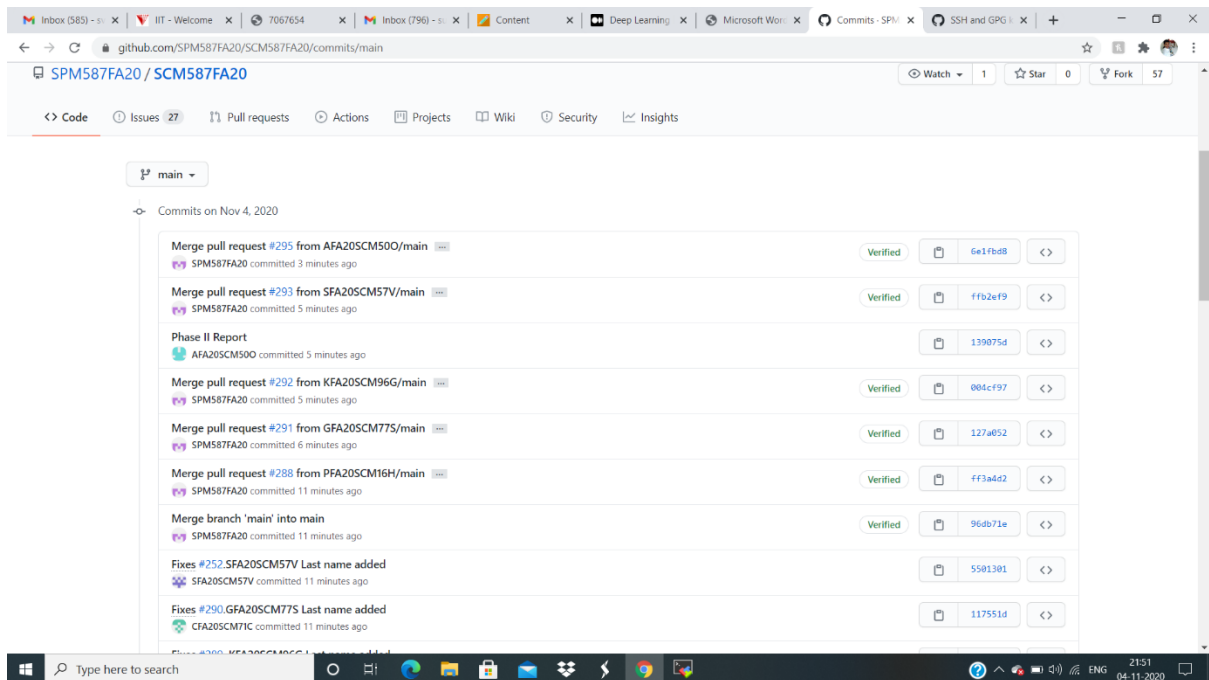 Inbox (585) - sv
IIT - Welcome
7067654
Inbox (796) - su
Content
Deep Learning
Microsoft Word
Commits - SPM
SSH and GPG k
github.com/SPM587FA20/SCM587FA20/commits/main
SPM587FA20 / SCM587FA20
Watch 1
Star 0
Fork 57
<> Code
Issues 27
Pull requests
Actions
Projects
Wiki
Security
Insights
main
Commits on Nov 4, 2020
Merge pull request #295 from AFA20SCM50O/main ...
Verified
6e1fbd8
SPM587FA20 committed 3 minutes ago
Merge pull request #293 from SFA20SCM57V/main ...
Verified
ffb2ef9
SPM587FA20 committed 5 minutes ago
Phase II Report
139075d
AFA20SCM50O committed 5 minutes ago
Merge pull request #292 from KFA20SCM96G/main ...
Verified
004cf97
SPM587FA20 committed 5 minutes ago
Merge pull request #291 from GFA20SCM77S/main ...
Verified
127a052
SPM587FA20 committed 6 minutes ago
Merge pull request #288 from PFA20SCM16H/main ...
Verified
ff3a4d2
SPM587FA20 committed 11 minutes ago
Merge branch 'main' into main
Verified
96db71e
SPM587FA20 committed 11 minutes ago
Fixes #252.SFA20SCM57V Last name added
5501301
SFA20SCM57V committed 11 minutes ago
Fixes #290.GFA20SCM77S Last name added
117551d
CFA20SCM71C committed 11 minutes ago
Type here to search
ENG
21:51
04-11-2020